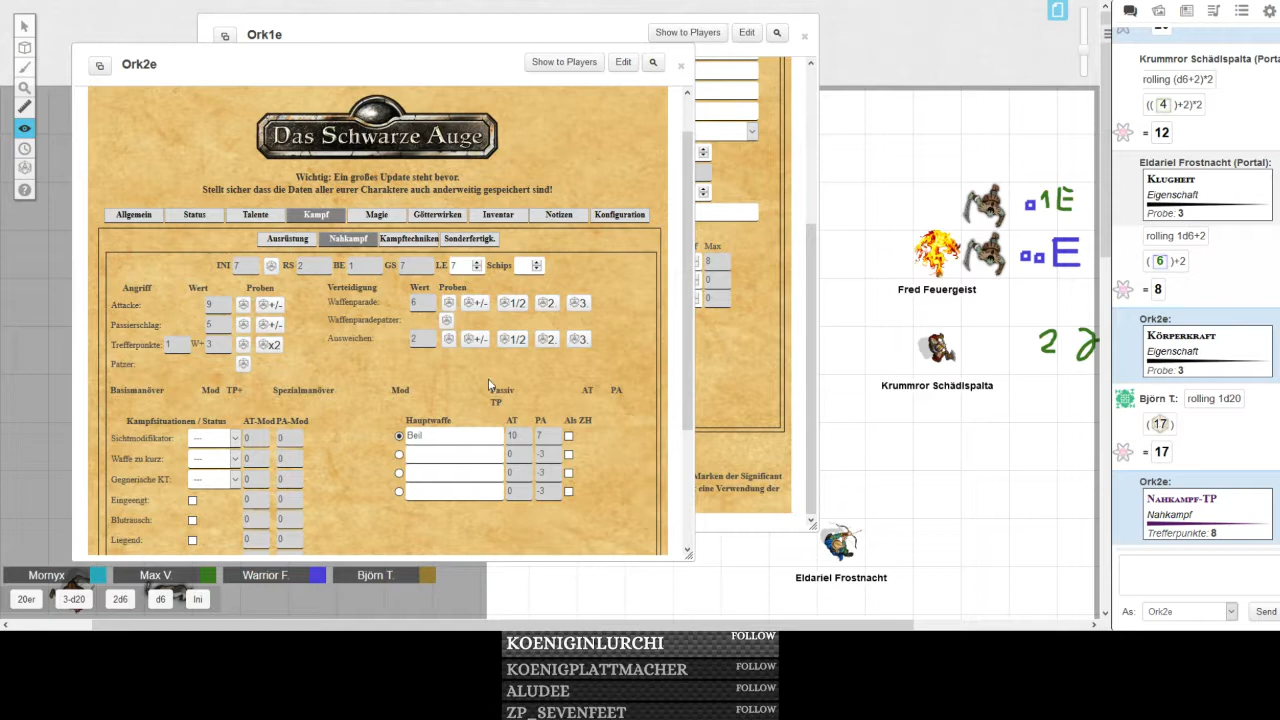 Ork1e
Show to Players
Edit
Ork2e
Show to Players
Edit
Das Schwarze Auge
Wichtig: Ein großes Update steht bevor.
Stellt sicher dass die Daten aller eurer Charaktere auch anderweitig gespeichert sind!
Allgemein Status Talente Kampf Magie Götterwirken Inventar Notizen Konfiguration
Ausrüstung Nahkampf Kampftechniken Sonderfertigk.
INI 7 RS 2 BE 1 GS 7 LE 7 Schips
Angriff Wert Proben Verteidigung Wert Proben
Attacke: 9 +/- Waffenparade: 6 +/- 1/2 2. 3.
Passierschlag: 5 +/- Waffenparadepatzer:
Trefferpunkte: 1 W+ 3 x2 Ausweichen: 2 +/- 1/2 2. 3.
Patzer:
Basismanöver Mod TP+ Spezialmanöver Mod Passiv AT PA
TP
Kampfsituationen / Status AT-Mod PA-Mod Hauptwaffe AT PA Als ZH
Sichtmodifikator: --- 0 0 Beil 10 7
Waffe zu kurz: --- 0 0 0 -3
Gegnerische KT: --- 0 0 0 -3
Eingeengt: 0 0 0 -3
Blutrausch: 0 0
Liegend: 0 0
f Max
8
0
0
Marken der Significant
eine Verwendung der
1E
E
Fred Feuergeist
2
Krummror Schädlspalta
Eldariel Frostnacht
Mornyx Max V. Warrior F. Björn T.
20er 3-d20 2d6 d6 Ini
Krummror Schädlspalta (Porta
rolling (d6+2)*2
(( 4 )+2)*2
= 12
Eldariel Frostnacht (Portal):
Klugheit
Eigenschaft
Probe: 3
rolling 1d6+2
( 6 )+2
= 8
Ork2e:
Körperkraft
Eigenschaft
Probe: 3
Björn T.: rolling 1d20
( 17 )
= 17
Ork2e:
Nahkampf-TP
Nahkampf
Trefferpunkte: 8
As: Ork2e Send
KOENIGINLURCHI FOLLOW
KOENIGPLATTMACHER FOLLOW
ALUDEE FOLLOW
ZP_SEVENFEET FOLLOW